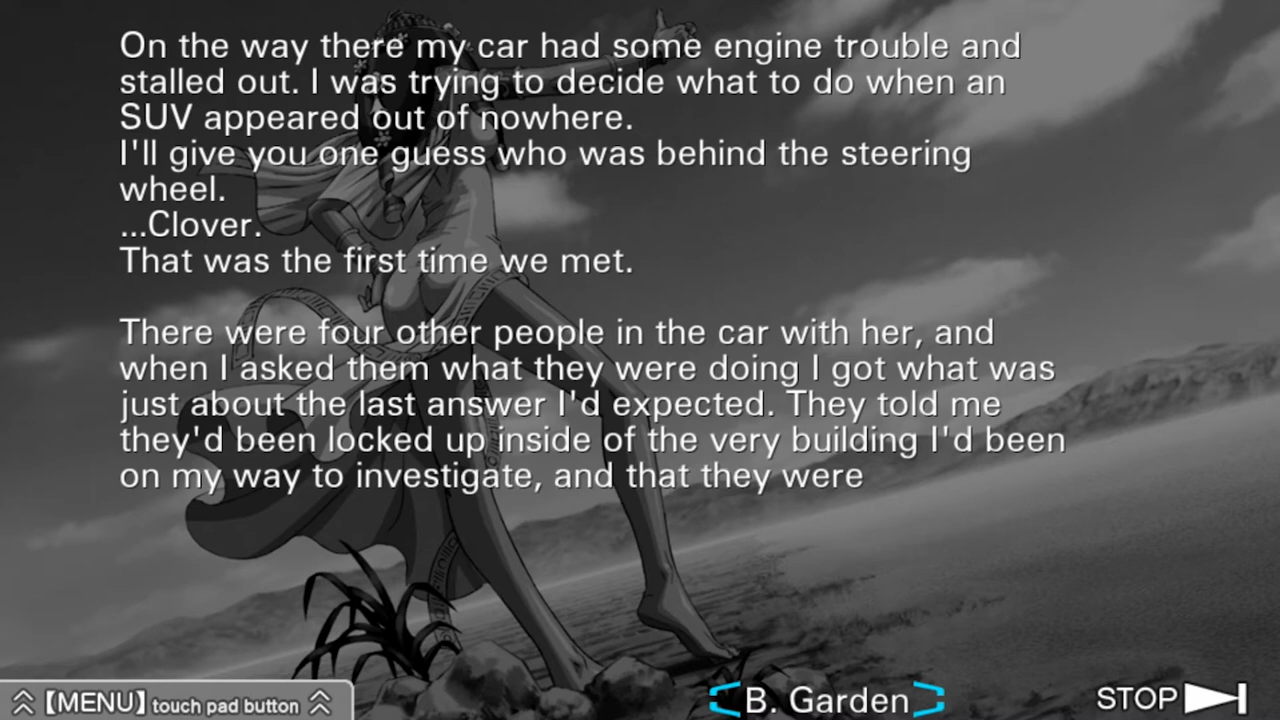 On the way there my car had some engine trouble and
stalled out. I was trying to decide what to do when an
SUV appeared out of nowhere.
I'll give you one guess who was behind the steering
wheel.
...Clover.
That was the first time we met.
There were four other people in the car with her, and
when I asked them what they were doing I got what was
just about the last answer I'd expected. They told me
they'd been locked up inside of the very building I'd been
on my way to investigate, and that they were
【MENU】touch pad button
B. Garden
STOP